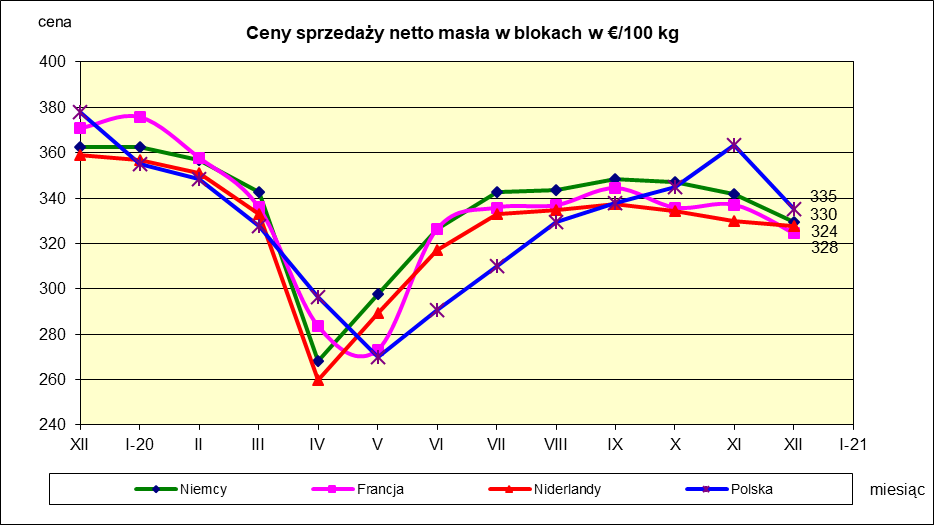 cena
Ceny sprzedaży netto masła w blokach w €/100 kg
400
380
360
340
320
300
280
260
240
335
330
324
328
XII I-20 II III IV V VI VII VIII IX X XI XII I-21
Niemcy Francja Niderlandy Polska
miesiąc